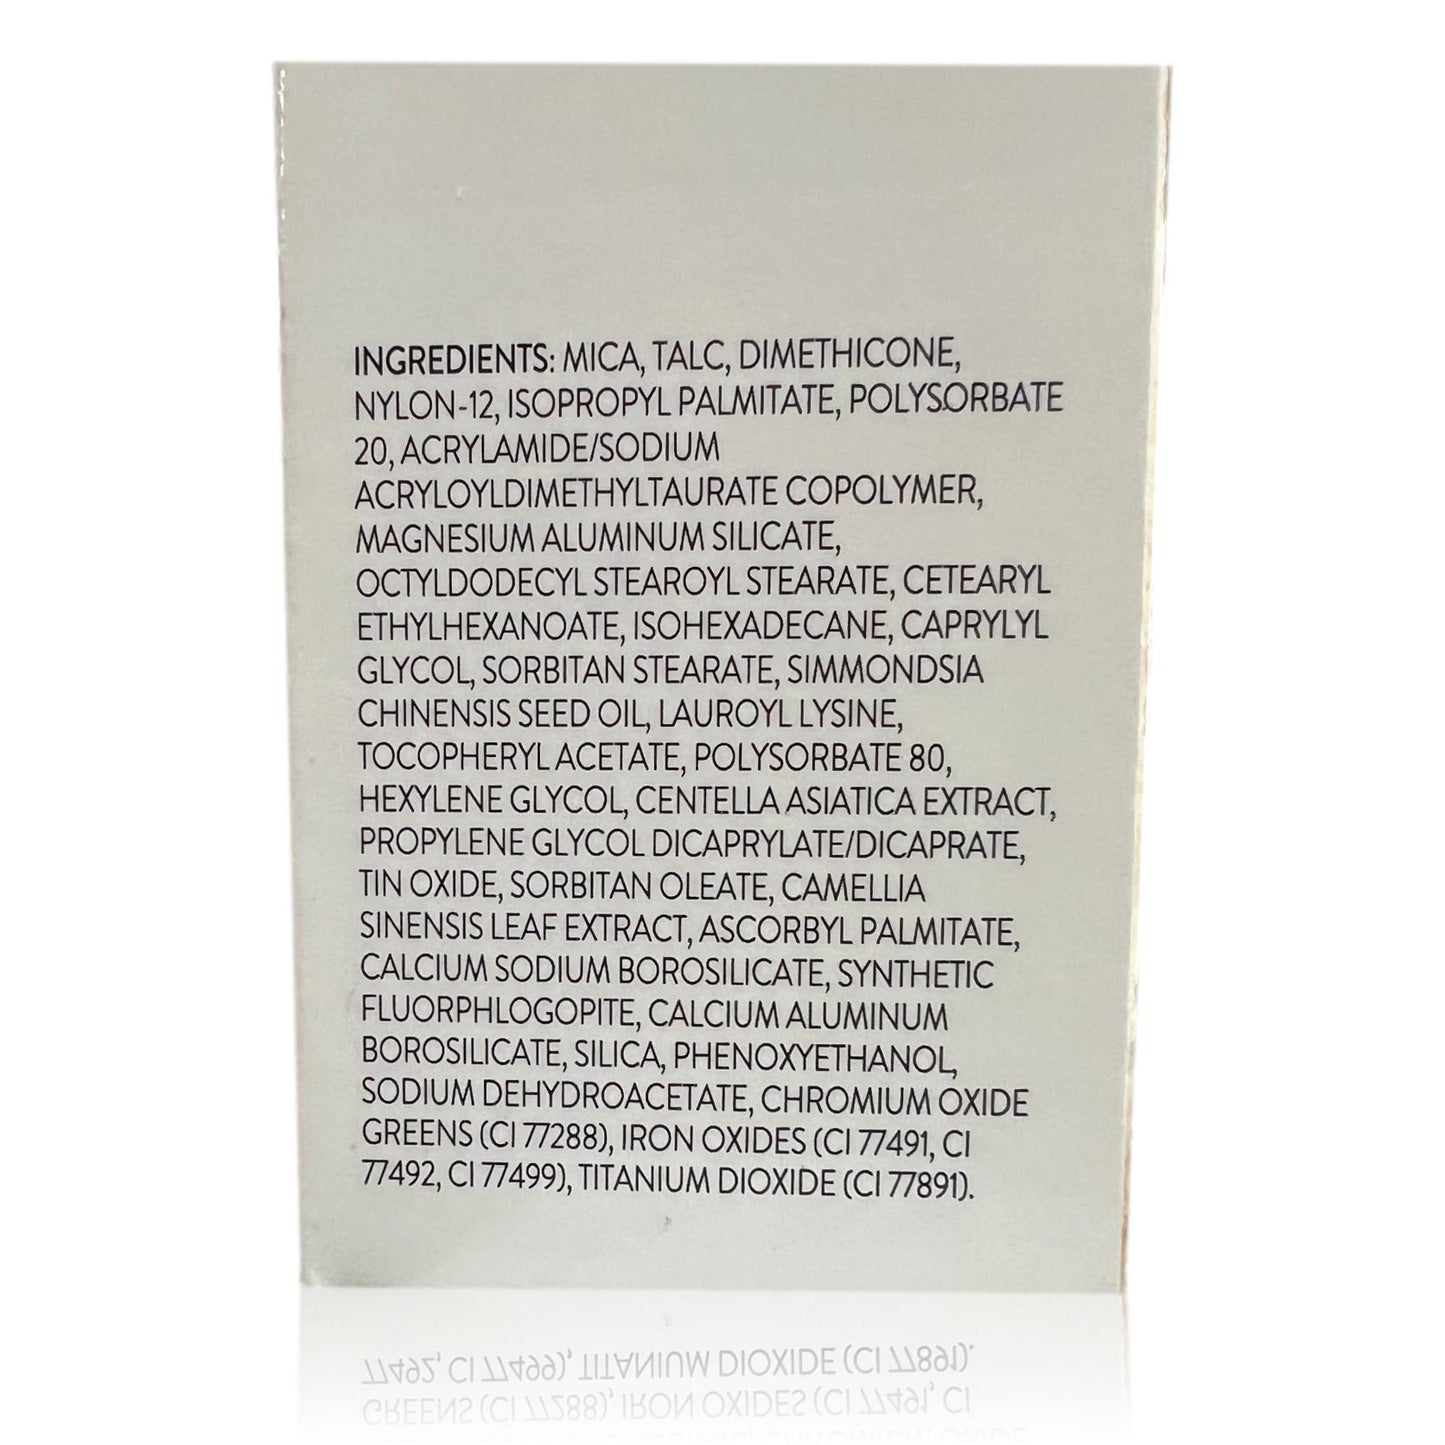 INGREDIENTS: MICA, TALC, DIMETHICONE,
NYLON-12, ISOPROPYL PALMITATE, POLYSORBATE
20, ACRYLAMIDE/SODIUM
ACRYLOYLDIMETHYLTAURATE COPOLYMER,
MAGNESIUM ALUMINUM SILICATE,
OCTYLDODECYL STEAROYL STEARATE, CETEARYL
ETHYLHEXANOATE, ISOHEXADECANE, CAPRYLYL
GLYCOL, SORBITAN STEARATE, SIMMONDSIA
CHINENSIS SEED OIL, LAUROYL LYSINE,
TOCOPHERYL ACETATE, POLYSORBATE 80,
HEXYLENE GLYCOL, CENTELLA ASIATICA EXTRACT,
PROPYLENE GLYCOL DICAPRYLATE/DICAPRATE,
TIN OXIDE, SORBITAN OLEATE, CAMELLIA
SINENSIS LEAF EXTRACT, ASCORBYL PALMITATE,
CALCIUM SODIUM BOROSILICATE, SYNTHETIC
FLUORPHLOGOPITE, CALCIUM ALUMINUM
BOROSILICATE, SILICA, PHENOXYETHANOL,
SODIUM DEHYDROACETATE, CHROMIUM OXIDE
GREENS (CI 77288), IRON OXIDES (CI 77491, CI
77492, CI 77499), TITANIUM DIOXIDE (CI 77891).